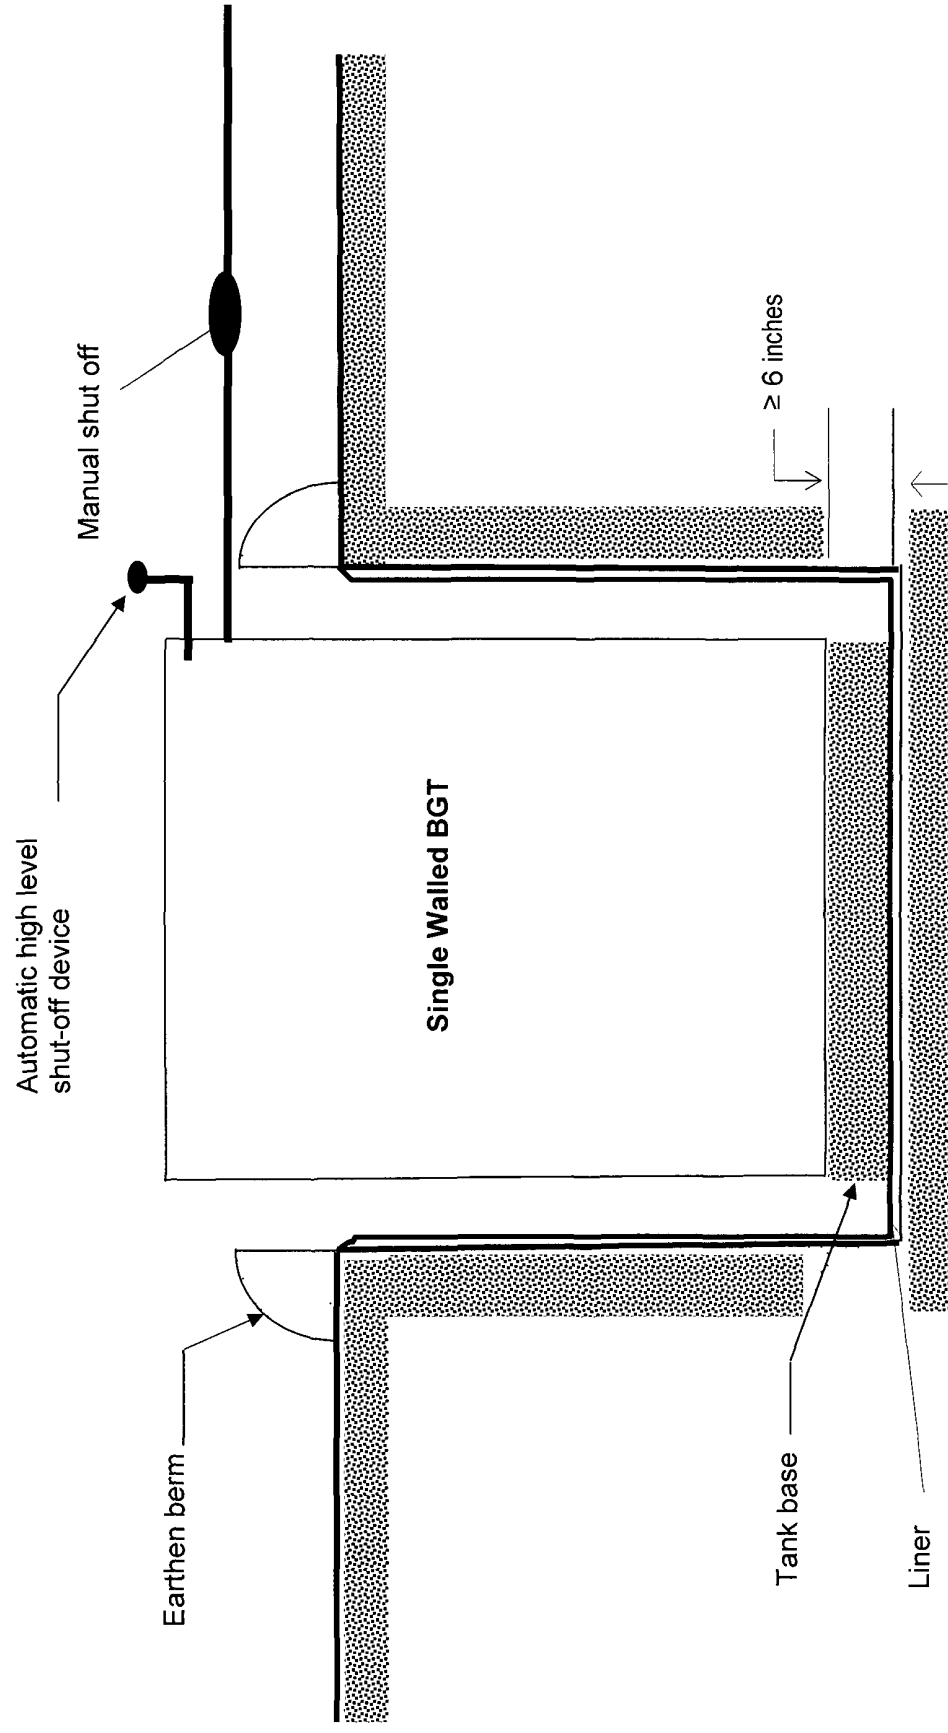 Automatic high level
shut-off device
Manual shut off
Earthen berm
Single Walled BGT
≥ 6 inches
Tank base
Liner